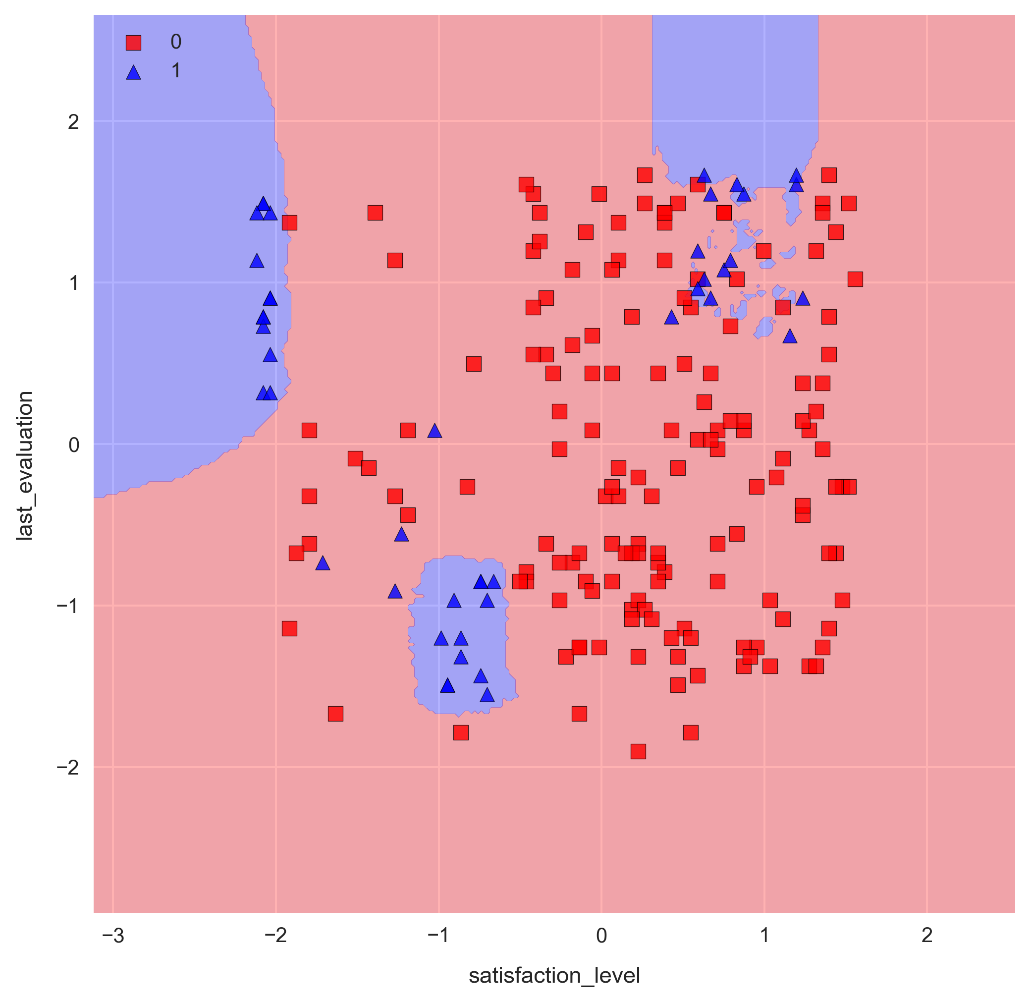 0
1
2
1
0
−1
−2
last_evaluation
−3 −2 −1 0 1 2
satisfaction_level